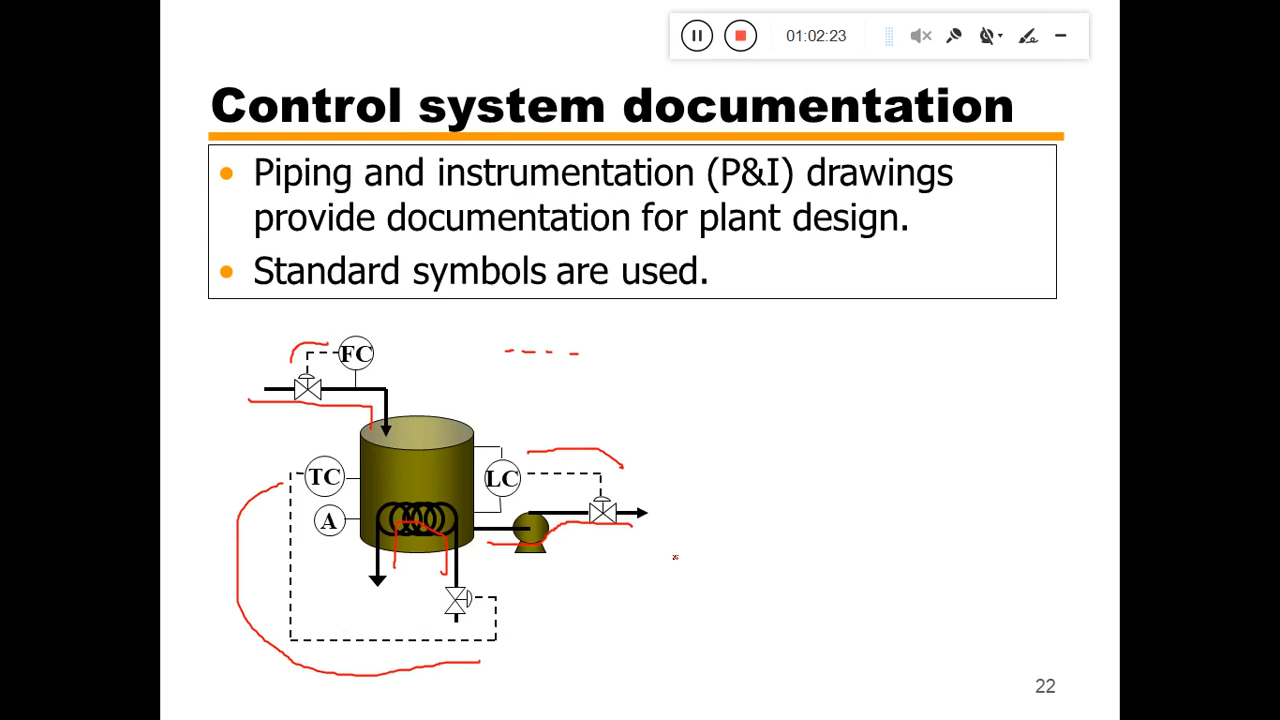 01:02:23
Control system documentation
Piping and instrumentation (P&I) drawings
provide documentation for plant design.
Standard symbols are used.
FC
TC
LC
A
22